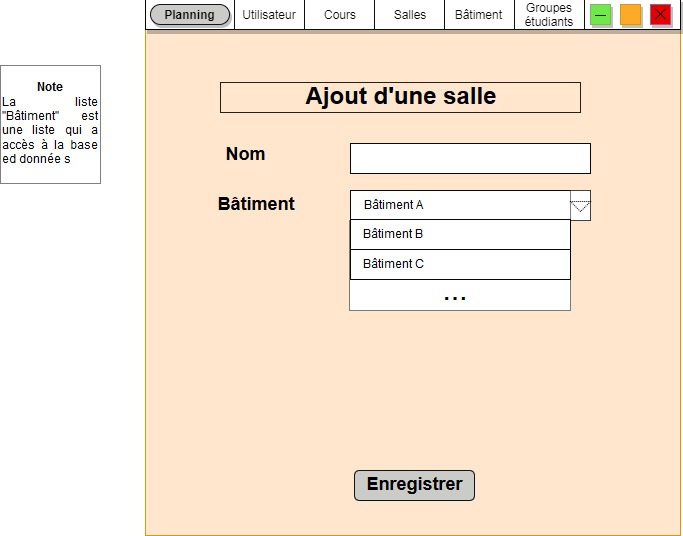 Planning
Utilisateur
Cours
Salles
Bâtiment
Groupes
étudiants
Note
La liste
"Bâtiment" est
une liste qui a
accès à la base
ed donnée s
Ajout d'une salle
Nom
Bâtiment
Bâtiment A
Bâtiment B
Bâtiment C
...
Enregistrer